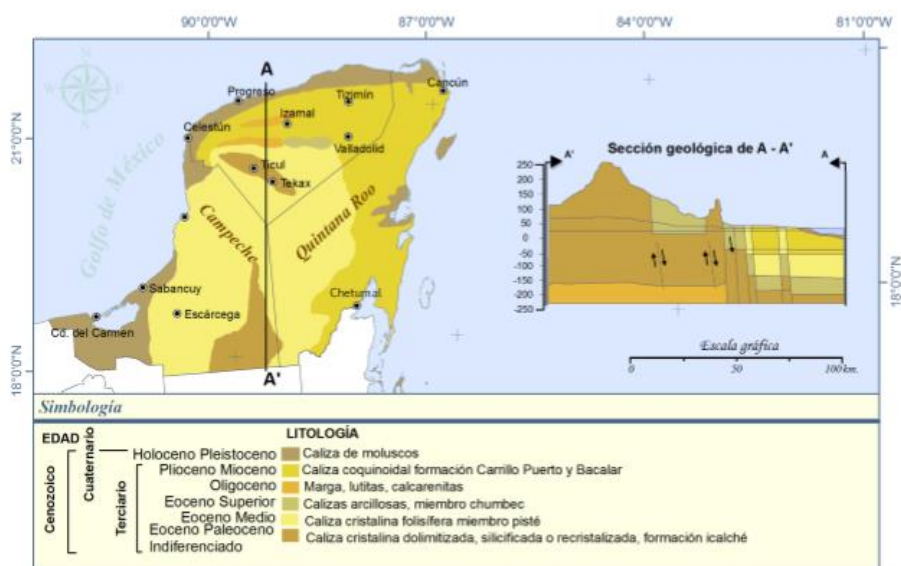 90°0'0"W 87°0'0"W 84°0'0"W 81°0'0"W
A
Cancún
Progreso
Tizimín
Izamal
Celestún
21°0'0"N
Valladolid
Ticul
Tekax
Golfo de México
Campeche
Quintana Roo
Sabancuy
Chetumal
Escárcega
Cd. del Carmen
18°0'0"N
A'
Sección geológica de A - A'
A' A
250
200
150
100
50
0
-50
-100
-150
-200
-250
18°0'0"N
Escala gráfica
0 50 100 km.
Simbología
EDAD
Cenozoico
Cuaternario
Terciario
LITOLOGÍA
Holoceno Pleistoceno Caliza de moluscos
Plioceno Mioceno Caliza coquinoidal formación Carrillo Puerto y Bacalar
Oligoceno Marga, lutitas, calcarenitas
Eoceno Superior Calizas arcillosas, miembro chumbec
Eoceno Medio Caliza cristalina folisífera miembro pisté
Eoceno Paleoceno Caliza cristalina dolimitizada, silicificada o recristalizada, formación icalché
Indiferenciado